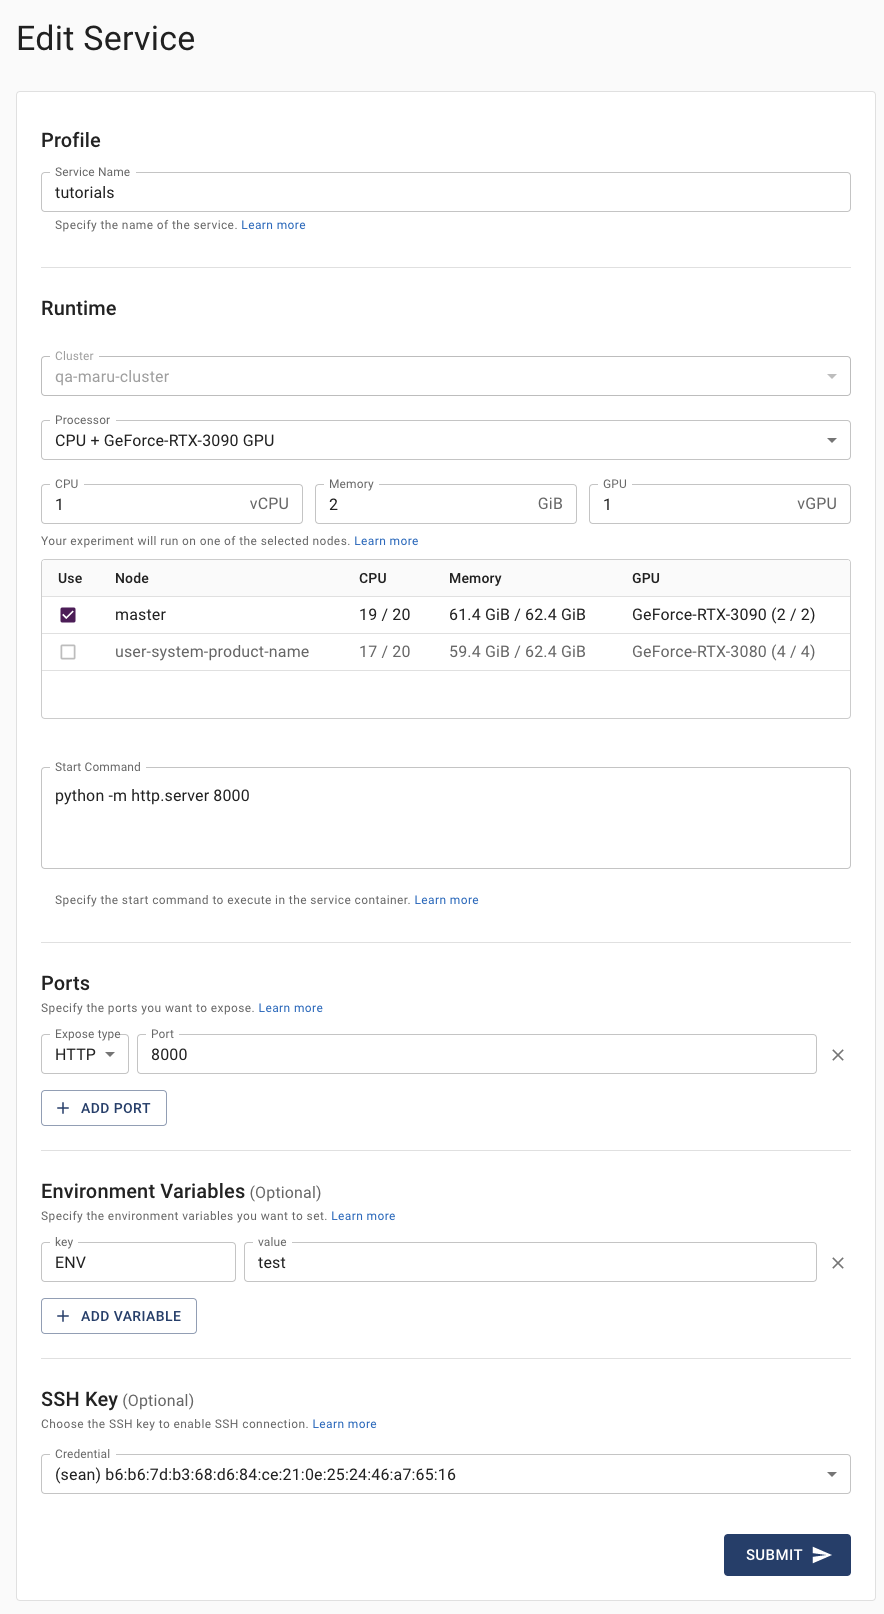 Edit Service
Profile
Service Name
tutorials
Specify the name of the service. Learn more
Runtime
Cluster
qa-maru-cluster
Processor
CPU + GeForce-RTX-3090 GPU
CPU Memory GPU
1 vCPU 2 GiB 1 vGPU
Your experiment will run on one of the selected nodes. Learn more
Use Node CPU Memory GPU
master 19 / 20 61.4 GiB / 62.4 GiB GeForce-RTX-3090 (2 / 2)
user-system-product-name 17 / 20 59.4 GiB / 62.4 GiB GeForce-RTX-3080 (4 / 4)
Start Command
python -m http.server 8000
Specify the start command to execute in the service container. Learn more
Ports
Specify the ports you want to expose. Learn more
Expose type Port
HTTP 8000
ADD PORT
Environment Variables (Optional)
Specify the environment variables you want to set. Learn more
key value
ENV test
ADD VARIABLE
SSH Key (Optional)
Choose the SSH key to enable SSH connection. Learn more
Credential
(sean) b6:b6:7d:b3:68:d6:84:ce:21:0e:25:24:46:a7:65:16
SUBMIT